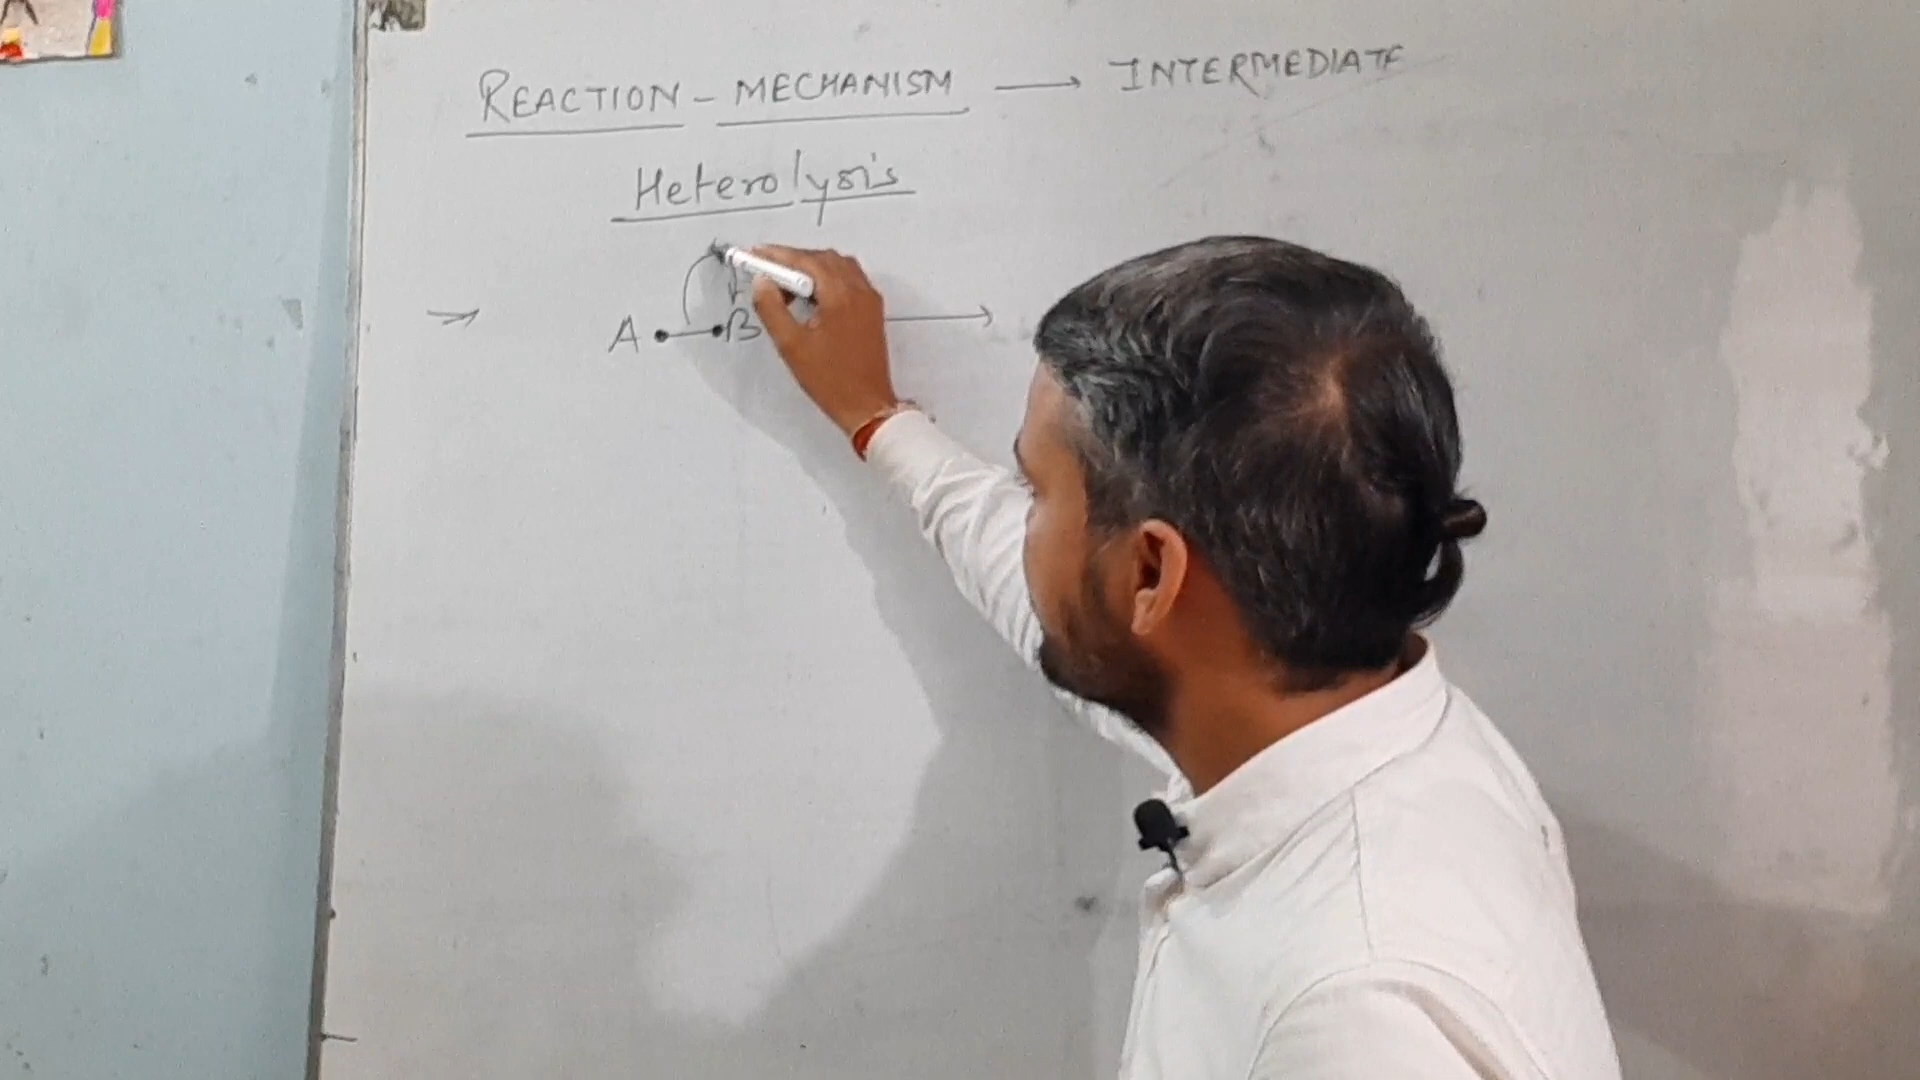 REACTION - MECHANISM → INTERMEDIATE
Heterolysis
A B →